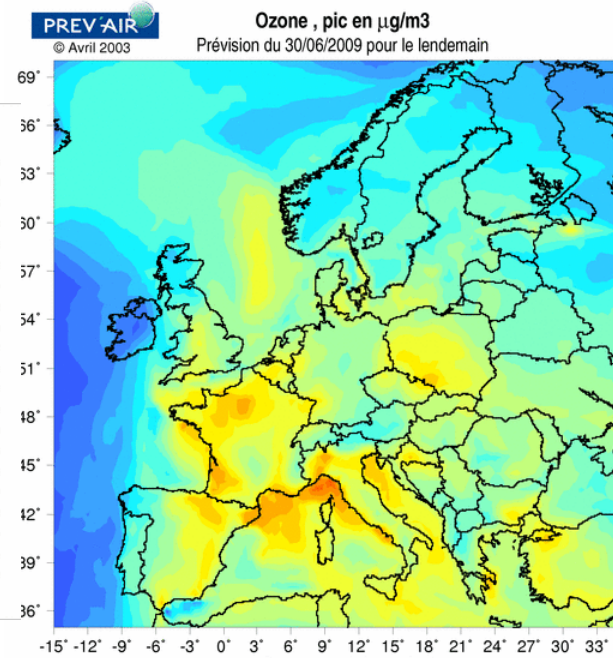 PREV'AIR
© Avril 2003
Ozone , pic en µg/m3
Prévision du 30/06/2009 pour le lendemain
69°
66°
63°
60°
57°
54°
51°
48°
45°
42°
39°
36°
-15° -12° -9° -6° -3° 0° 3° 6° 9° 12° 15° 18° 21° 24° 27° 30° 33°